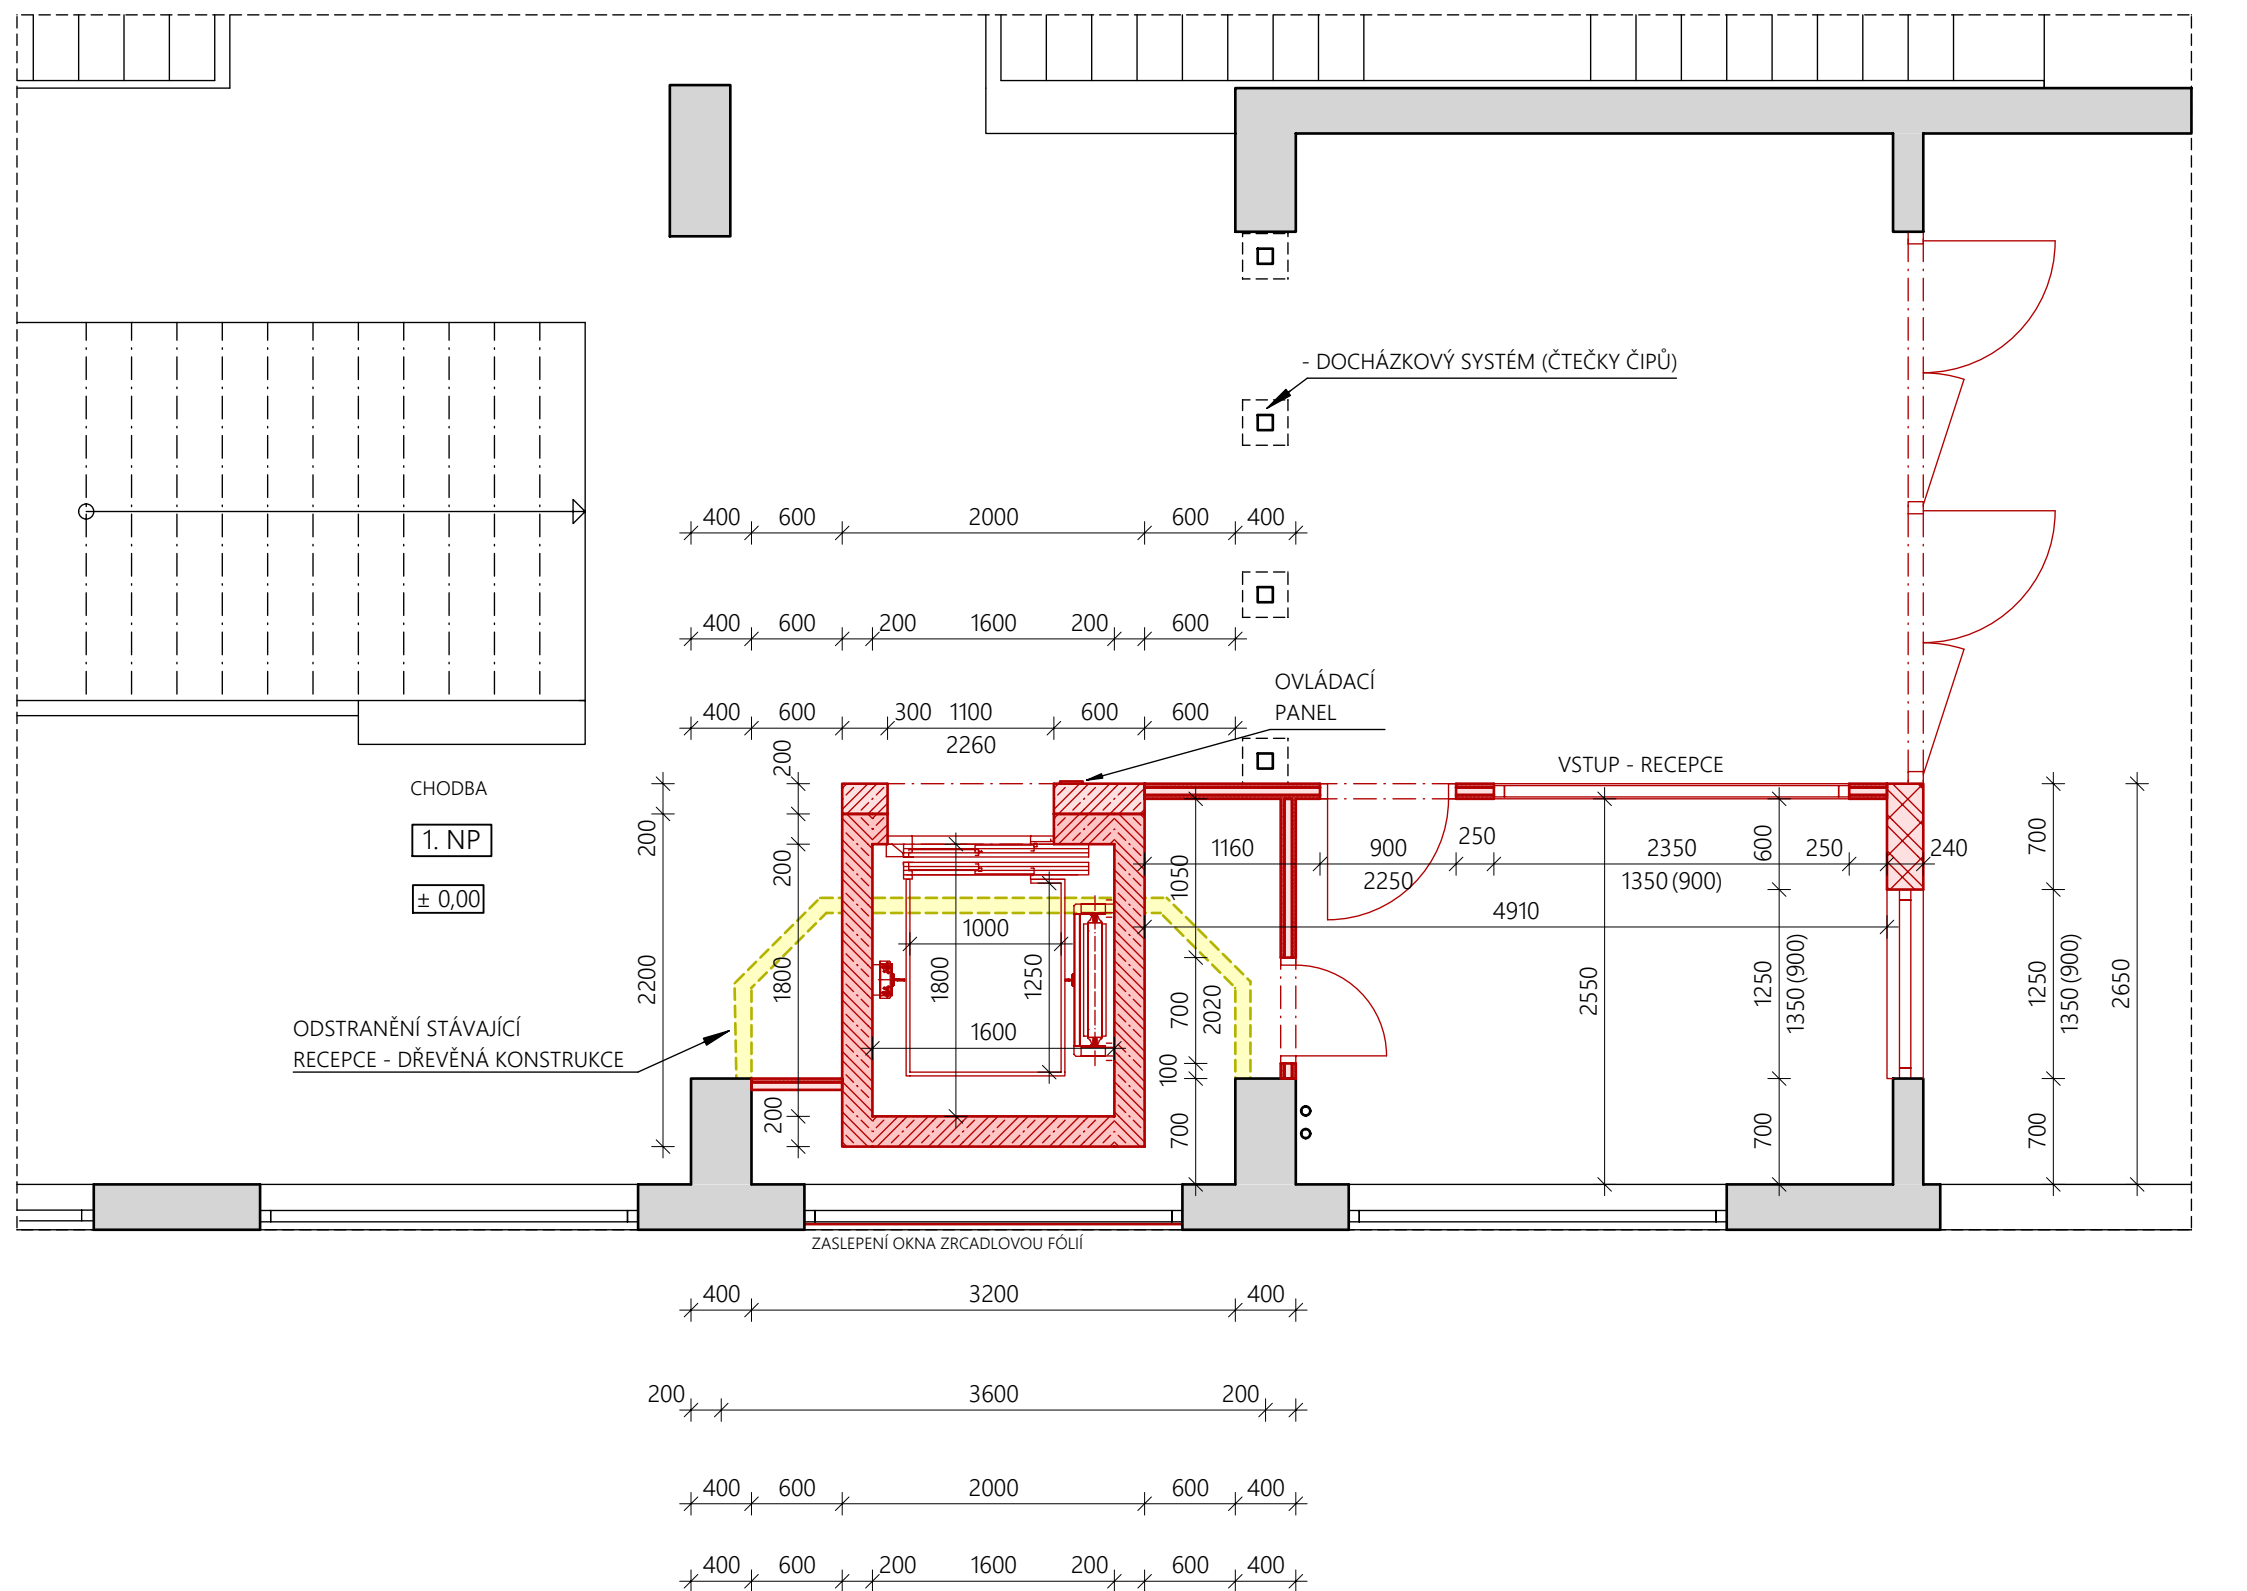 - DOCHÁZKOVÝ SYSTÉM (ČTEČKY ČIPŮ)
400 600 2000 600 400
400 600 200 1600 200 600
OVLÁDACÍ
PANEL
400 600 300 1100 600 600
2260
200
VSTUP - RECEPCE
CHODBA
1. NP
± 0,00
200
2200
200
1800
200
1000
1800
1250
1600
1160 900 250 2350 250 240
2250 1350 (900)
4910
1050
700
2020
100
700
2550
600
1250
1350 (900)
700
700
1250
1350 (900)
700
2650
ODSTRANĚNÍ STÁVAJÍCÍ
RECEPCE - DŘEVĚNÁ KONSTRUKCE
ZASLEPENÍ OKNA ZRCADLOVOU FÓLIÍ
400 3200 400
200 3600 200
400 600 2000 600 400
400 600 200 1600 200 600 400